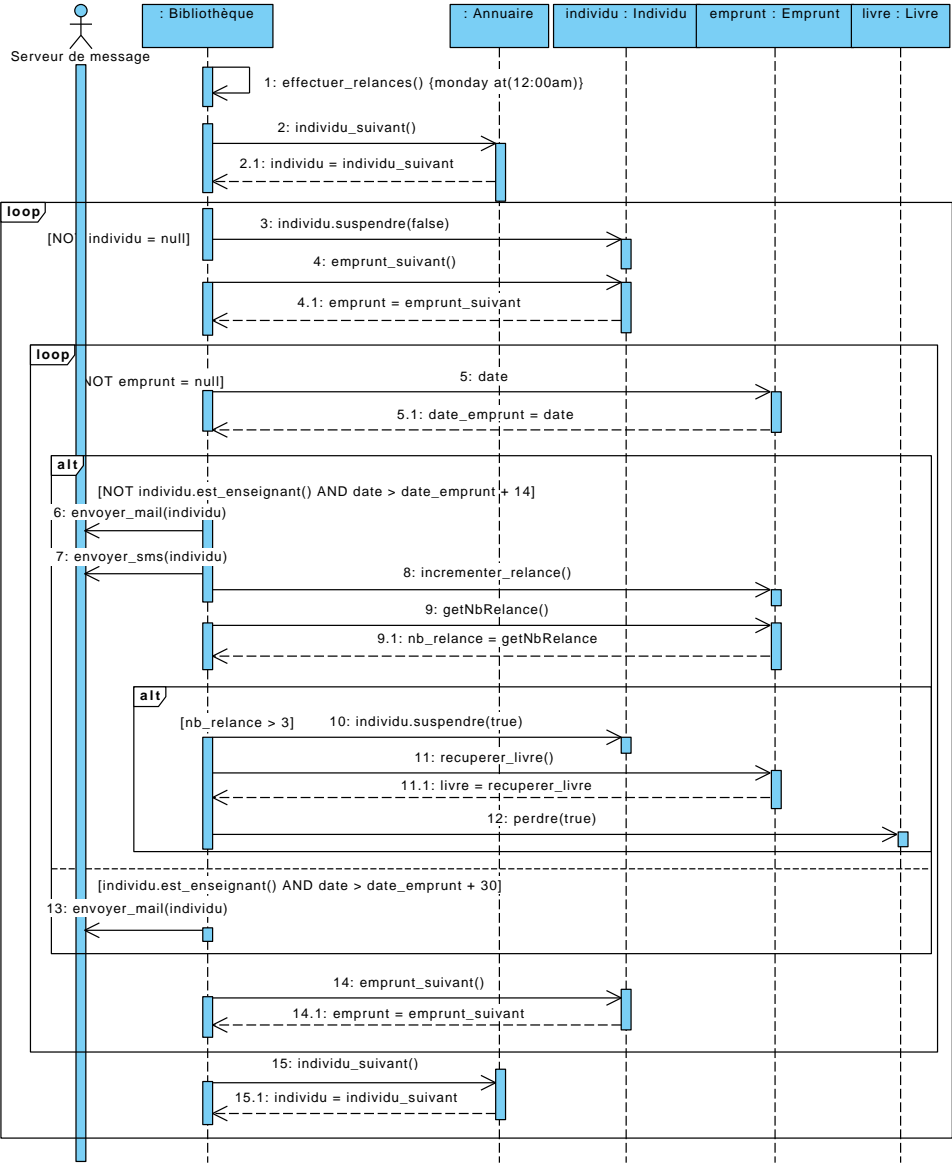 : Bibliothèque
: Annuaire
individu : Individu
emprunt : Emprunt
livre : Livre
Serveur de message
1: effectuer_relances() {monday at(12:00am)}
2: individu_suivant()
2.1: individu = individu_suivant
loop
[NOT individu = null]
3: individu.suspendre(false)
4: emprunt_suivant()
4.1: emprunt = emprunt_suivant
loop
NOT emprunt = null]
5: date
5.1: date_emprunt = date
alt
[NOT individu.est_enseignant() AND date > date_emprunt + 14]
6: envoyer_mail(individu)
7: envoyer_sms(individu)
8: incrementer_relance()
9: getNbRelance()
9.1: nb_relance = getNbRelance
alt
[nb_relance > 3]
10: individu.suspendre(true)
11: recuperer_livre()
11.1: livre = recuperer_livre
12: perdre(true)
[individu.est_enseignant() AND date > date_emprunt + 30]
13: envoyer_mail(individu)
14: emprunt_suivant()
14.1: emprunt = emprunt_suivant
15: individu_suivant()
15.1: individu = individu_suivant